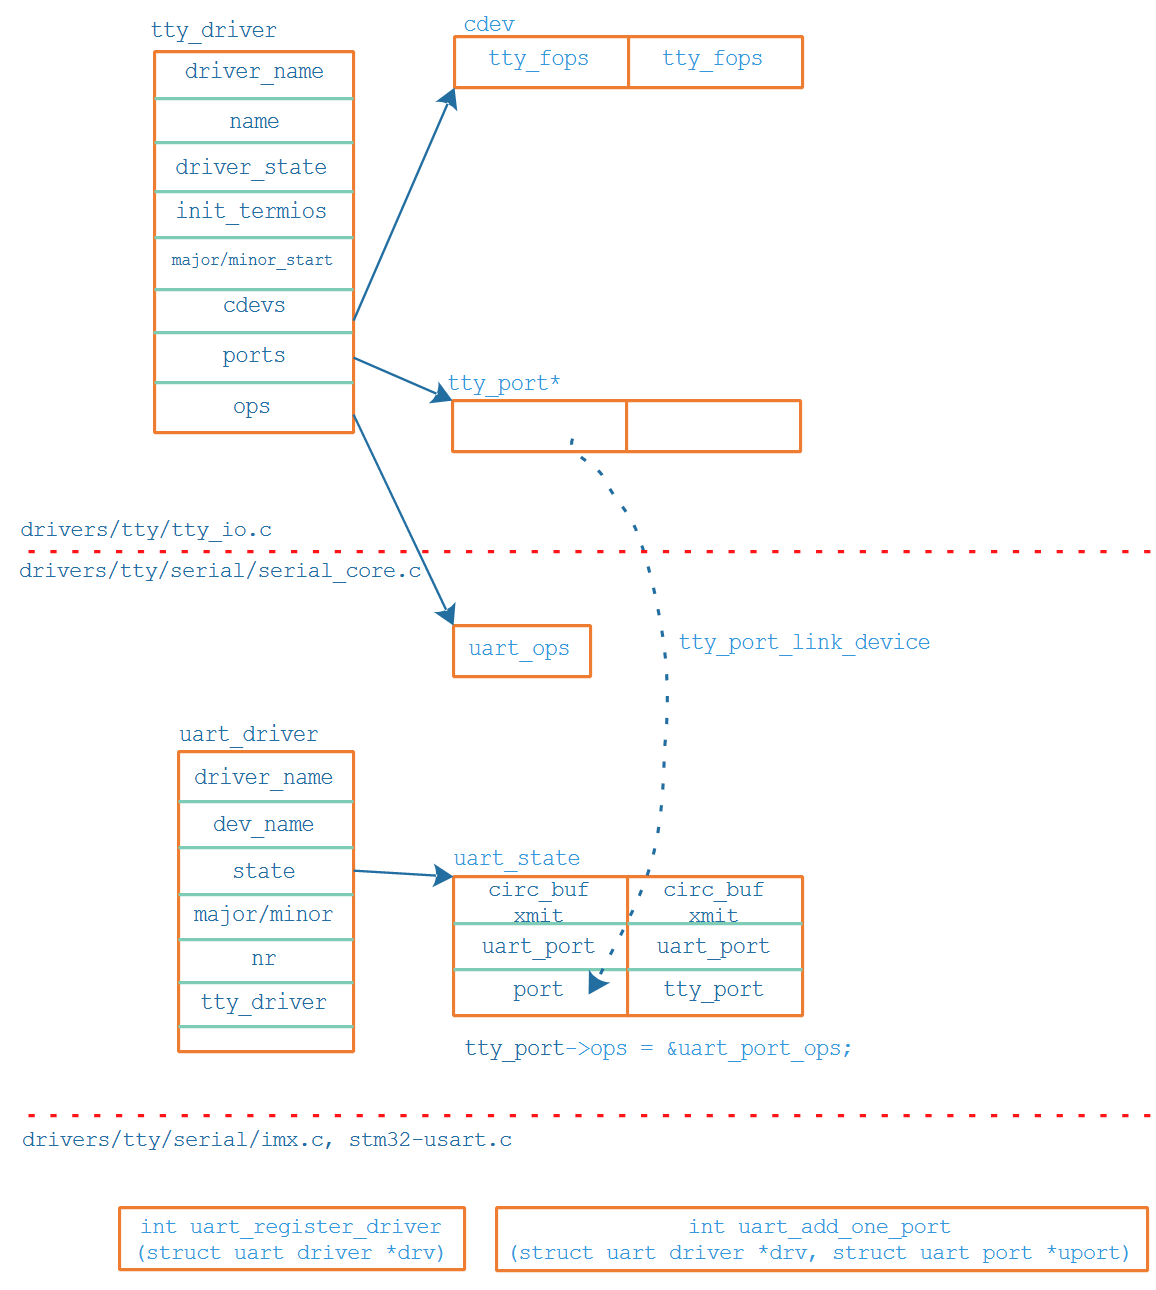 tty_driver
driver_name
name
driver_state
init_termios
major/minor_start
cdevs
ports
ops
cdev
tty_fops
tty_fops
tty_port*
drivers/tty/tty_io.c
drivers/tty/serial/serial_core.c
uart_ops
tty_port_link_device
uart_driver
driver_name
dev_name
state
major/minor
nr
tty_driver
uart_state
circ_buf
xmit
circ_buf
xmit
uart_port
uart_port
port
tty_port
tty_port->ops = &uart_port_ops;
drivers/tty/serial/imx.c, stm32-usart.c
int uart_register_driver
(struct uart driver *drv)
int uart_add_one_port
(struct uart driver *drv, struct uart port *uport)